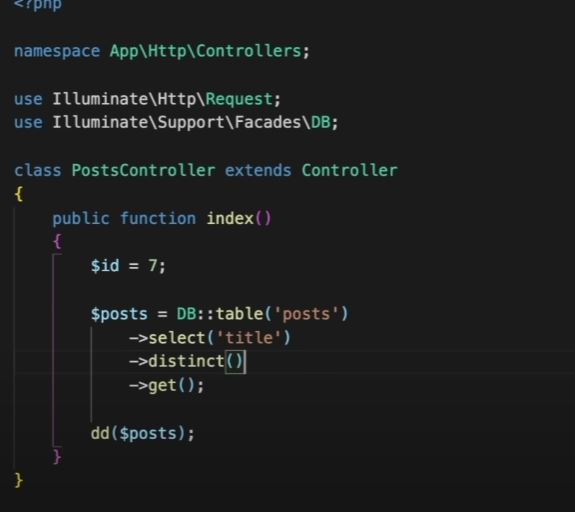 <?php
namespace App\Http\Controllers;
use Illuminate\Http\Request;
use Illuminate\Support\Facades\DB;
class PostsController extends Controller
{
    public function index()
    {
        $id = 7;
        $posts = DB::table('posts')
            ->select('title')
            ->distinct()
            ->get();
        dd($posts);
    }
}